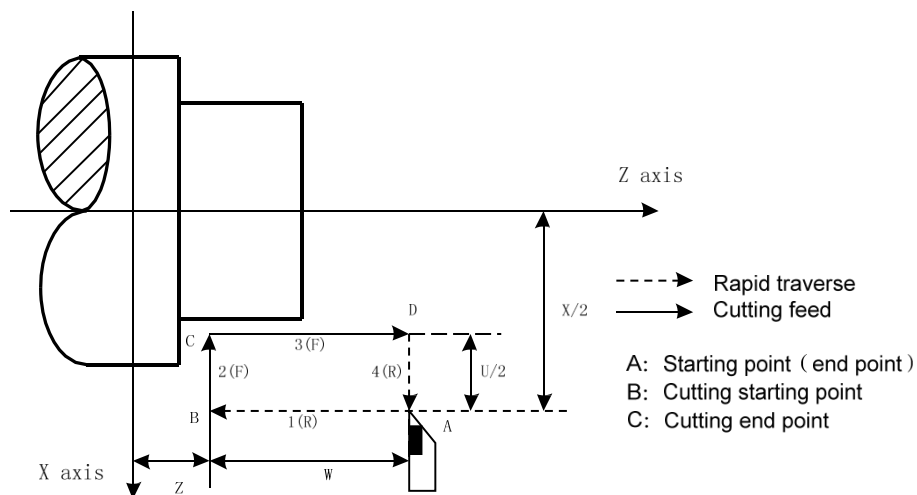 Z axis
X/2
Rapid traverse
Cutting feed
D
C
3(F)
2(F)
4(R)
U/2
A: Starting point ( end point )
B: Cutting starting point
C: Cutting end point
B
1(R)
A
X axis
Z
W